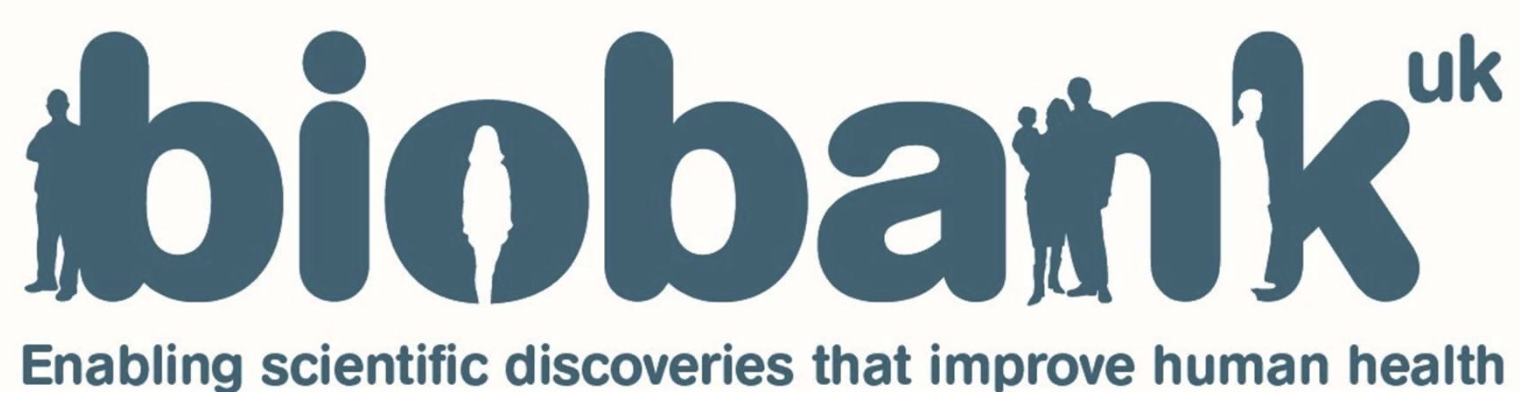 biobank uk
Enabling scientific discoveries that improve human health